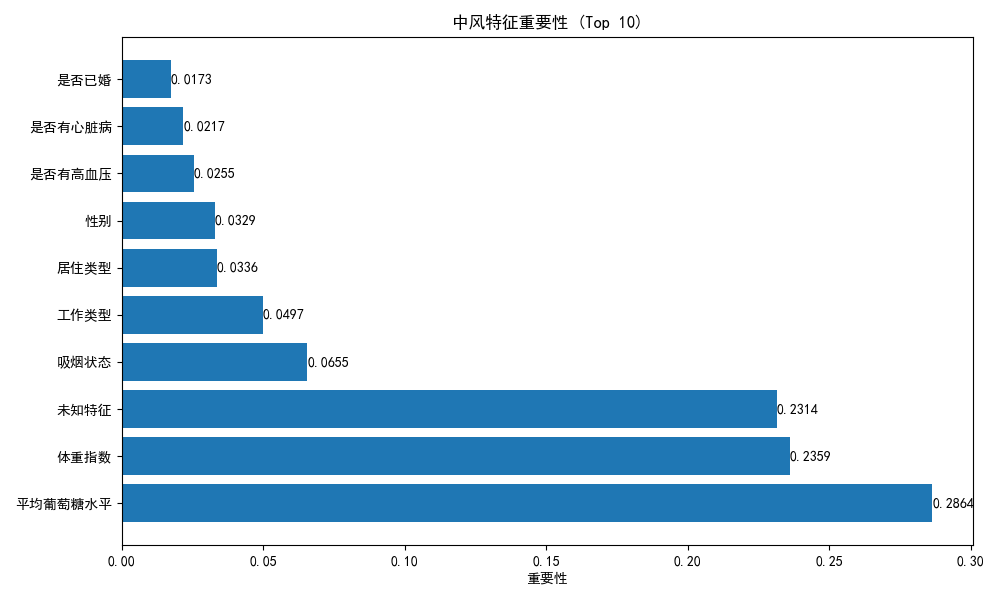 中风特征重要性 (Top 10)
是否已婚 0.0173
是否有心脏病 0.0217
是否有高血压 0.0255
性别 0.0329
居住类型 0.0336
工作类型 0.0497
吸烟状态 0.0655
未知特征 0.2314
体重指数 0.2359
平均葡萄糖水平 0.2864
0.00 0.05 0.10 0.15 0.20 0.25 0.30
重要性